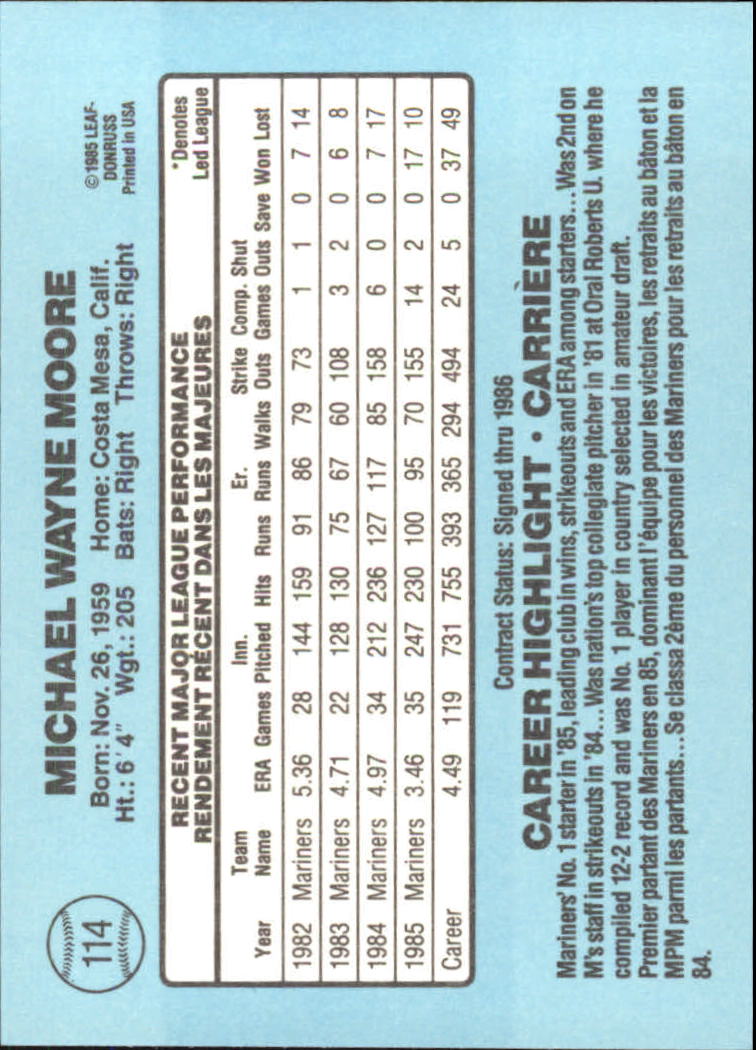 114
MICHAEL WAYNE MOORE
Born: Nov. 26, 1959 Home: Costa Mesa, Calif.
Ht.: 6' 4" Wgt.: 205 Bats: Right Throws: Right
© 1985 LEAF-
DONRUSS
Printed in USA
RECENT MAJOR LEAGUE PERFORMANCE
RENDEMENT RÉCENT DANS LES MAJEURES
*Denotes
Led League
Team Inn. Er. Strike Comp. Shut
Year Name ERA Games Pitched Hits Runs Runs Walks Outs Games Outs Save Won Lost
1982 Mariners 5.36 28 144 159 91 86 79 73 1 1 0 7 14
1983 Mariners 4.71 22 128 130 75 67 60 108 3 2 0 6 8
1984 Mariners 4.97 34 212 236 127 117 85 158 6 0 0 7 17
1985 Mariners 3.46 35 247 230 100 95 70 155 14 2 0 17 10
Career 4.49 119 731 755 393 365 294 494 24 5 0 37 49
Contract Status: Signed thru 1986
CAREER HIGHLIGHT • CARRIÈRE
Mariners' No. 1 starter in '85, leading club in wins, strikeouts and ERA among starters... Was 2nd on
M's staff in strikeouts in '84... Was nation's top collegiate pitcher in '81 at Oral Roberts U. where he
compiled 12-2 record and was No. 1 player in country selected in amateur draft.
Premier partant des Mariners en 85, dominant l'équipe pour les victoires, les retraits au bâton et la
MPM parmi les partants... Se classa 2ème du personnel des Mariners pour les retraits au bâton en
84.